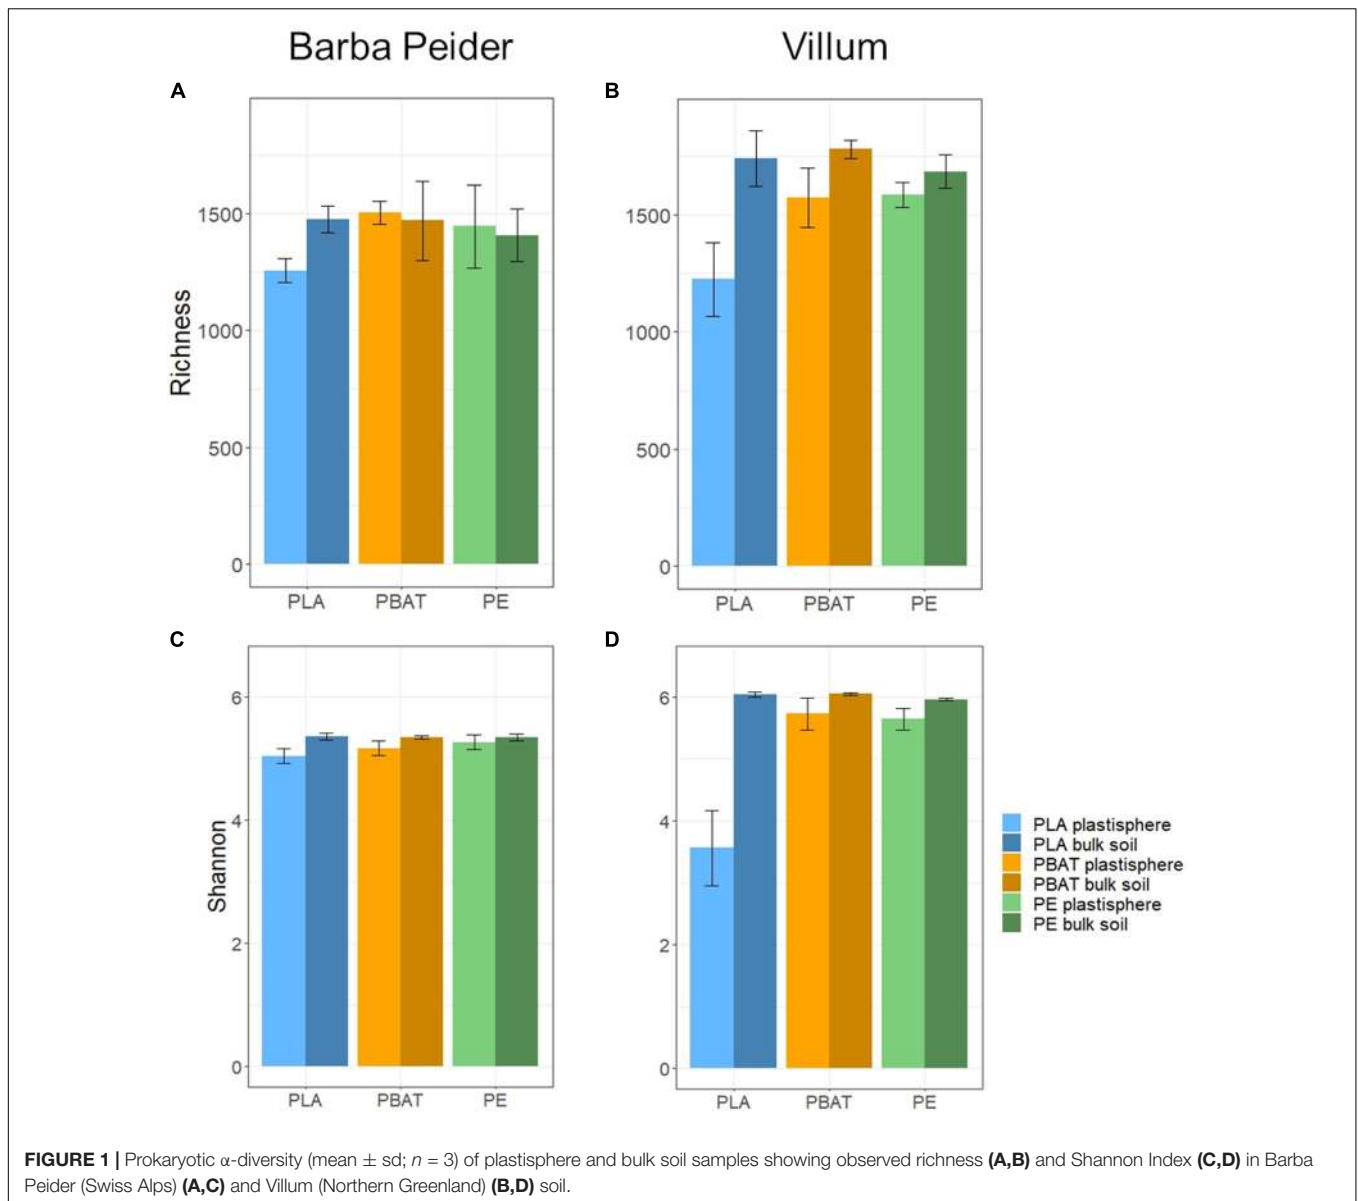 Barba Peider
Villum
A
B
Richness
1500
1000
500
0
PLA PBAT PE
1500
1000
500
0
PLA PBAT PE
C
D
Shannon
6
4
2
0
PLA PBAT PE
6
4
2
0
PLA PBAT PE
PLA plastisphere
PLA bulk soil
PBAT plastisphere
PBAT bulk soil
PE plastisphere
PE bulk soil
FIGURE 1 | Prokaryotic α-diversity (mean ± sd; n = 3) of plastisphere and bulk soil samples showing observed richness (A,B) and Shannon Index (C,D) in Barba
Peider (Swiss Alps) (A,C) and Villum (Northern Greenland) (B,D) soil.